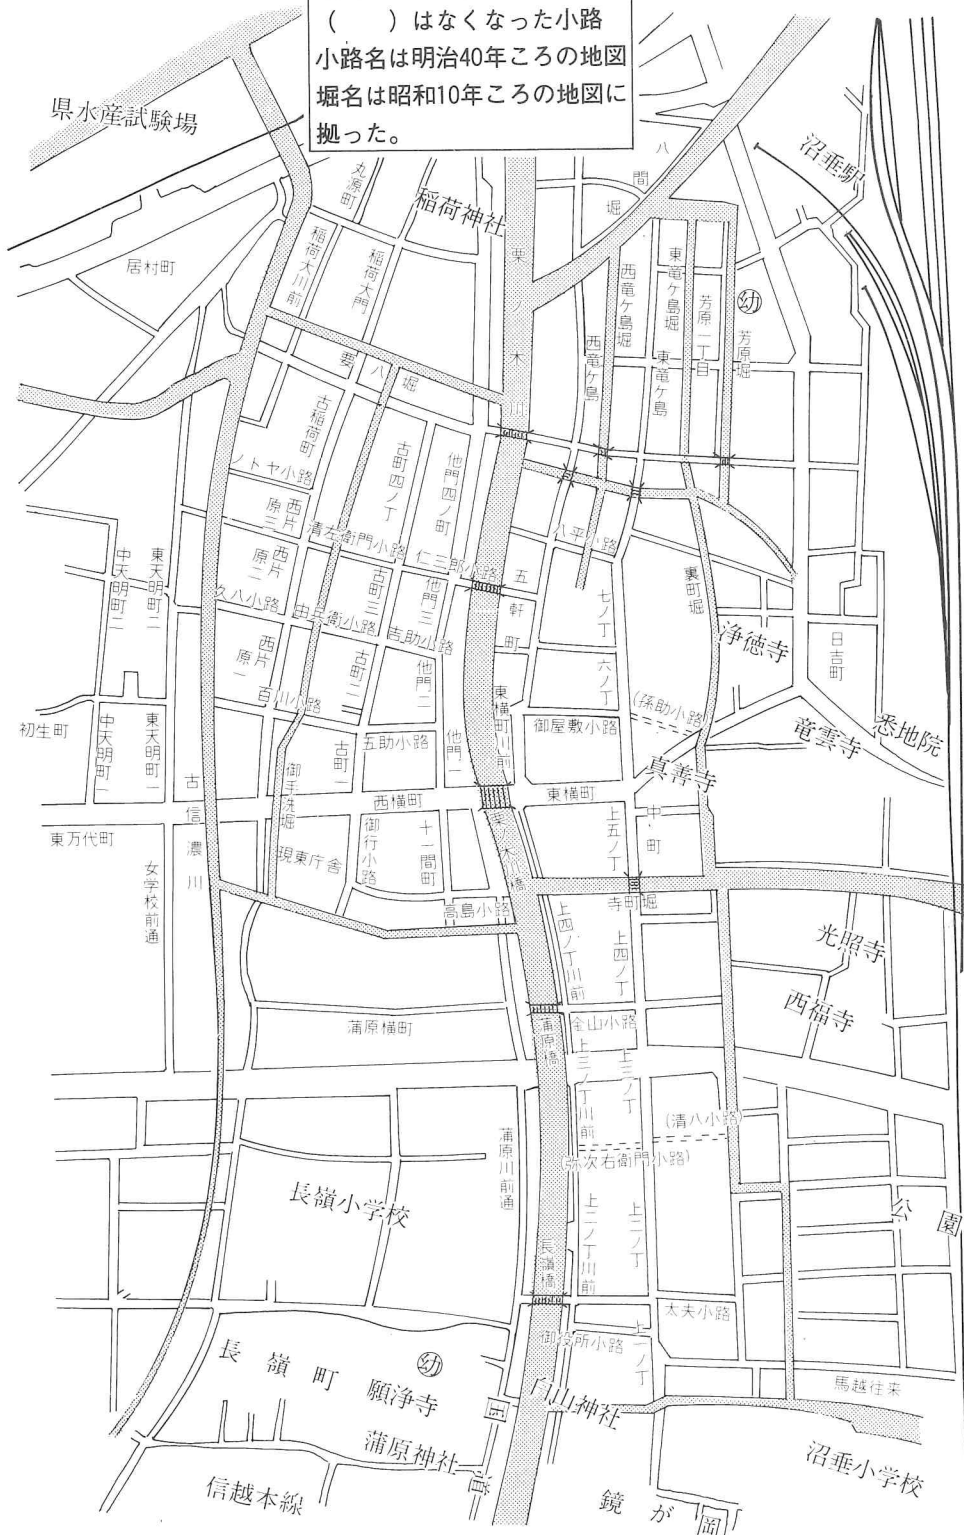 (　　)はなくなった小路
小路名は明治40年ころの地図
堀名は昭和10年ころの地図に
拠った。
県水産試験場
丸源町
稲荷神社
八間堀
沼垂駅
居村町
稲荷大川前
稲荷大門
栗ノ木川
西竜ケ島堀
東竜ケ島堀
芳原一丁目
幼
芳原堀
西竜ケ島
東竜ケ島
要八堀
古稲荷町
ノトヤ小路
古町四ノ丁
他門四ノ町
西片原三
清左衛門小路
仁三郎小路
八平小路
中天明町二
東天明町二
西片原二
久八小路
由兵衛小路
古町三
他門三
吉助小路
五軒町
七ノ丁
裏町堀
浄徳寺
日吉町
西片原一
百川小路
古町二
他門二
六ノ丁
(孫助小路)
初生町
中天明町一
東天明町一
五助小路
古町一
他門一
東横町川前
御屋敷小路
竜雲寺
悉地院
真善寺
古信濃川
御手洗堀
西横町
東横町
東万代町
女学校前通
現東庁舎
御行小路
十一間町
栗ノ木橋
上五ノ丁
中町
高島小路
寺町堀
上四ノ丁川前
上四ノ丁
光照寺
西福寺
蒲原横町
蒲原橋
金山小路
上三ノ丁川前
上三ノ丁
(清八小路)
(弥次右衛門小路)
蒲原川前通
長嶺小学校
上二ノ丁川前
上二ノ丁
公園
長嶺橋
太夫小路
御役所小路
上一ノ丁
馬越往来
長嶺町
幼
願浄寺
国道
白山神社
蒲原神社
信越本線
沼垂小学校
鏡が岡